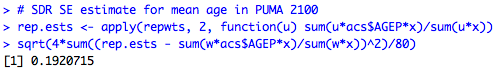 > # SDR SE estimate for mean age in PUMA 2100
> rep.ests <- apply(repwts, 2, function(u) sum(u*acs$AGEP*x)/sum(u*x))
> sqrt(4*sum((rep.ests - sum(w*acs$AGEP*x)/sum(w*x))^2)/80)
[1] 0.1920715